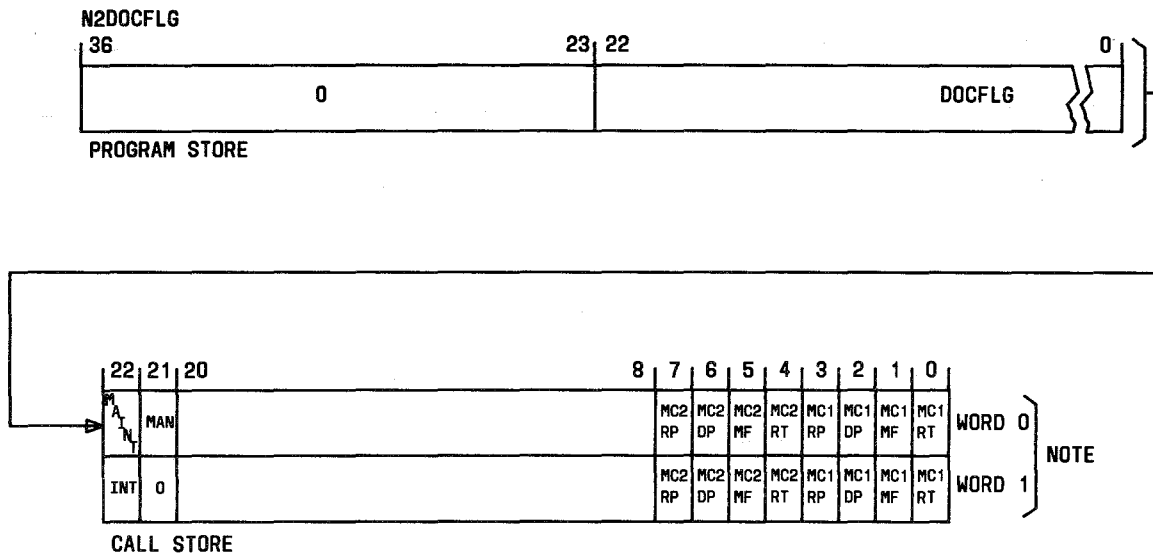 N2DOCFLG
36 23 22 0
0 DOCFLG
PROGRAM STORE
22 21 20 8 7 6 5 4 3 2 1 0
MAINT MAN MC2 RP MC2 DP MC2 MF MC2 RT MC1 RP MC1 DP MC1 MF MC1 RT WORD 0
NOTE
INT 0 MC2 RP MC2 DP MC2 MF MC2 RT MC1 RP MC1 DP MC1 MF MC1 RT WORD 1
CALL STORE